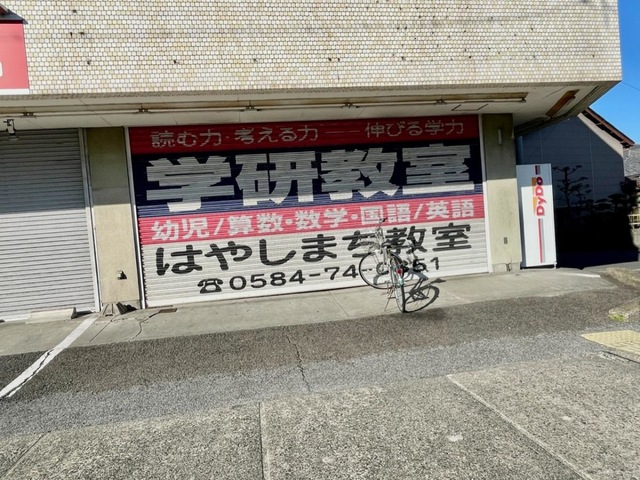 読む力・考える力――伸びる学力
学研教室
幼児/算数・数学・国語/英語
はやしまち教室
☎0584-74-
DyDo